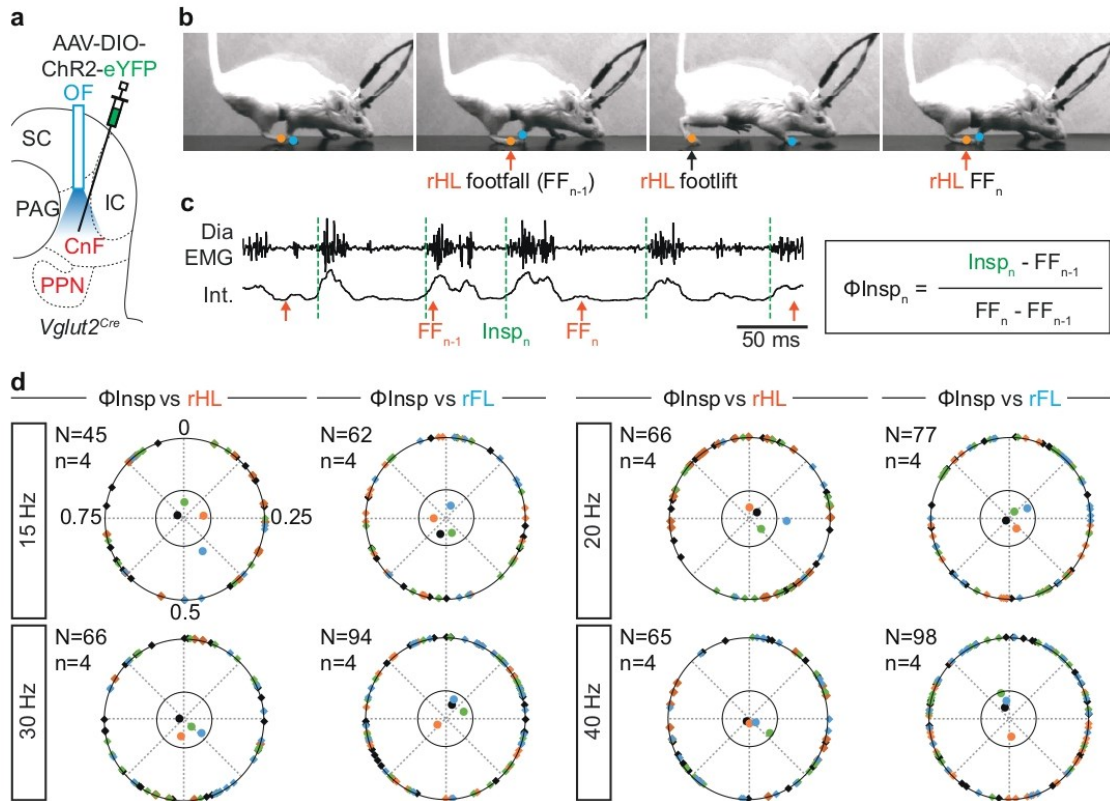 a
AAV-DIO-
ChR2-eYFP
OF
SC
PAG
IC
CnF
PPN
Vglut2Cre
b
rHL footfall (FFn-1)
rHL footlift
rHL FFn
c
Dia
EMG
Int.
FFn-1
Inspn
FFn
50 ms
ΦInspn =
Inspn - FFn-1
FFn - FFn-1
d
ΦInsp vs rHL
ΦInsp vs rFL
ΦInsp vs rHL
ΦInsp vs rFL
15 Hz
N=45
n=4
0
0.25
0.5
0.75
N=62
n=4
20 Hz
N=66
n=4
N=77
n=4
30 Hz
N=66
n=4
N=94
n=4
40 Hz
N=65
n=4
N=98
n=4